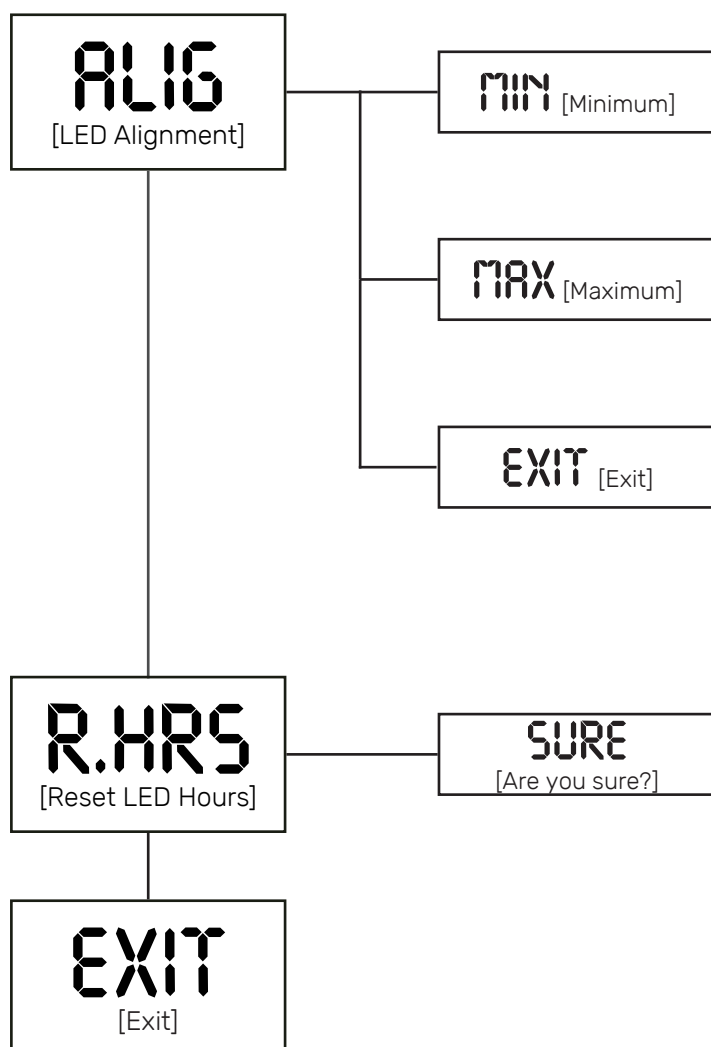 ALIG
[LED Alignment]
MIN [Minimum]
MAX [Maximum]
EXIT [Exit]
R.HRS
[Reset LED Hours]
SURE
[Are you sure?]
EXIT
[Exit]